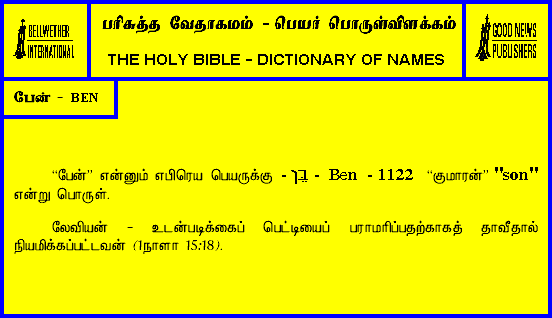 BELLWETHER
INTERNATIONAL
பரிசுத்த வேதாகமம் - பெயர் பொருள்விளக்கம்
THE HOLY BIBLE - DICTIONARY OF NAMES
GOOD NEWS
PUBLISHERS
பேன் - BEN
“பேன்” என்னும் எபிரெய பெயருக்கு - בֵּן - Ben - 1122 “குமாரன்” "son"
என்று பொருள்.
லேவியன் - உடன்படிக்கைப் பெட்டியைப் பராமரிப்பதற்காகத் தாவீதால்
நியமிக்கப்பட்டவன் (1நாளா 15:18).